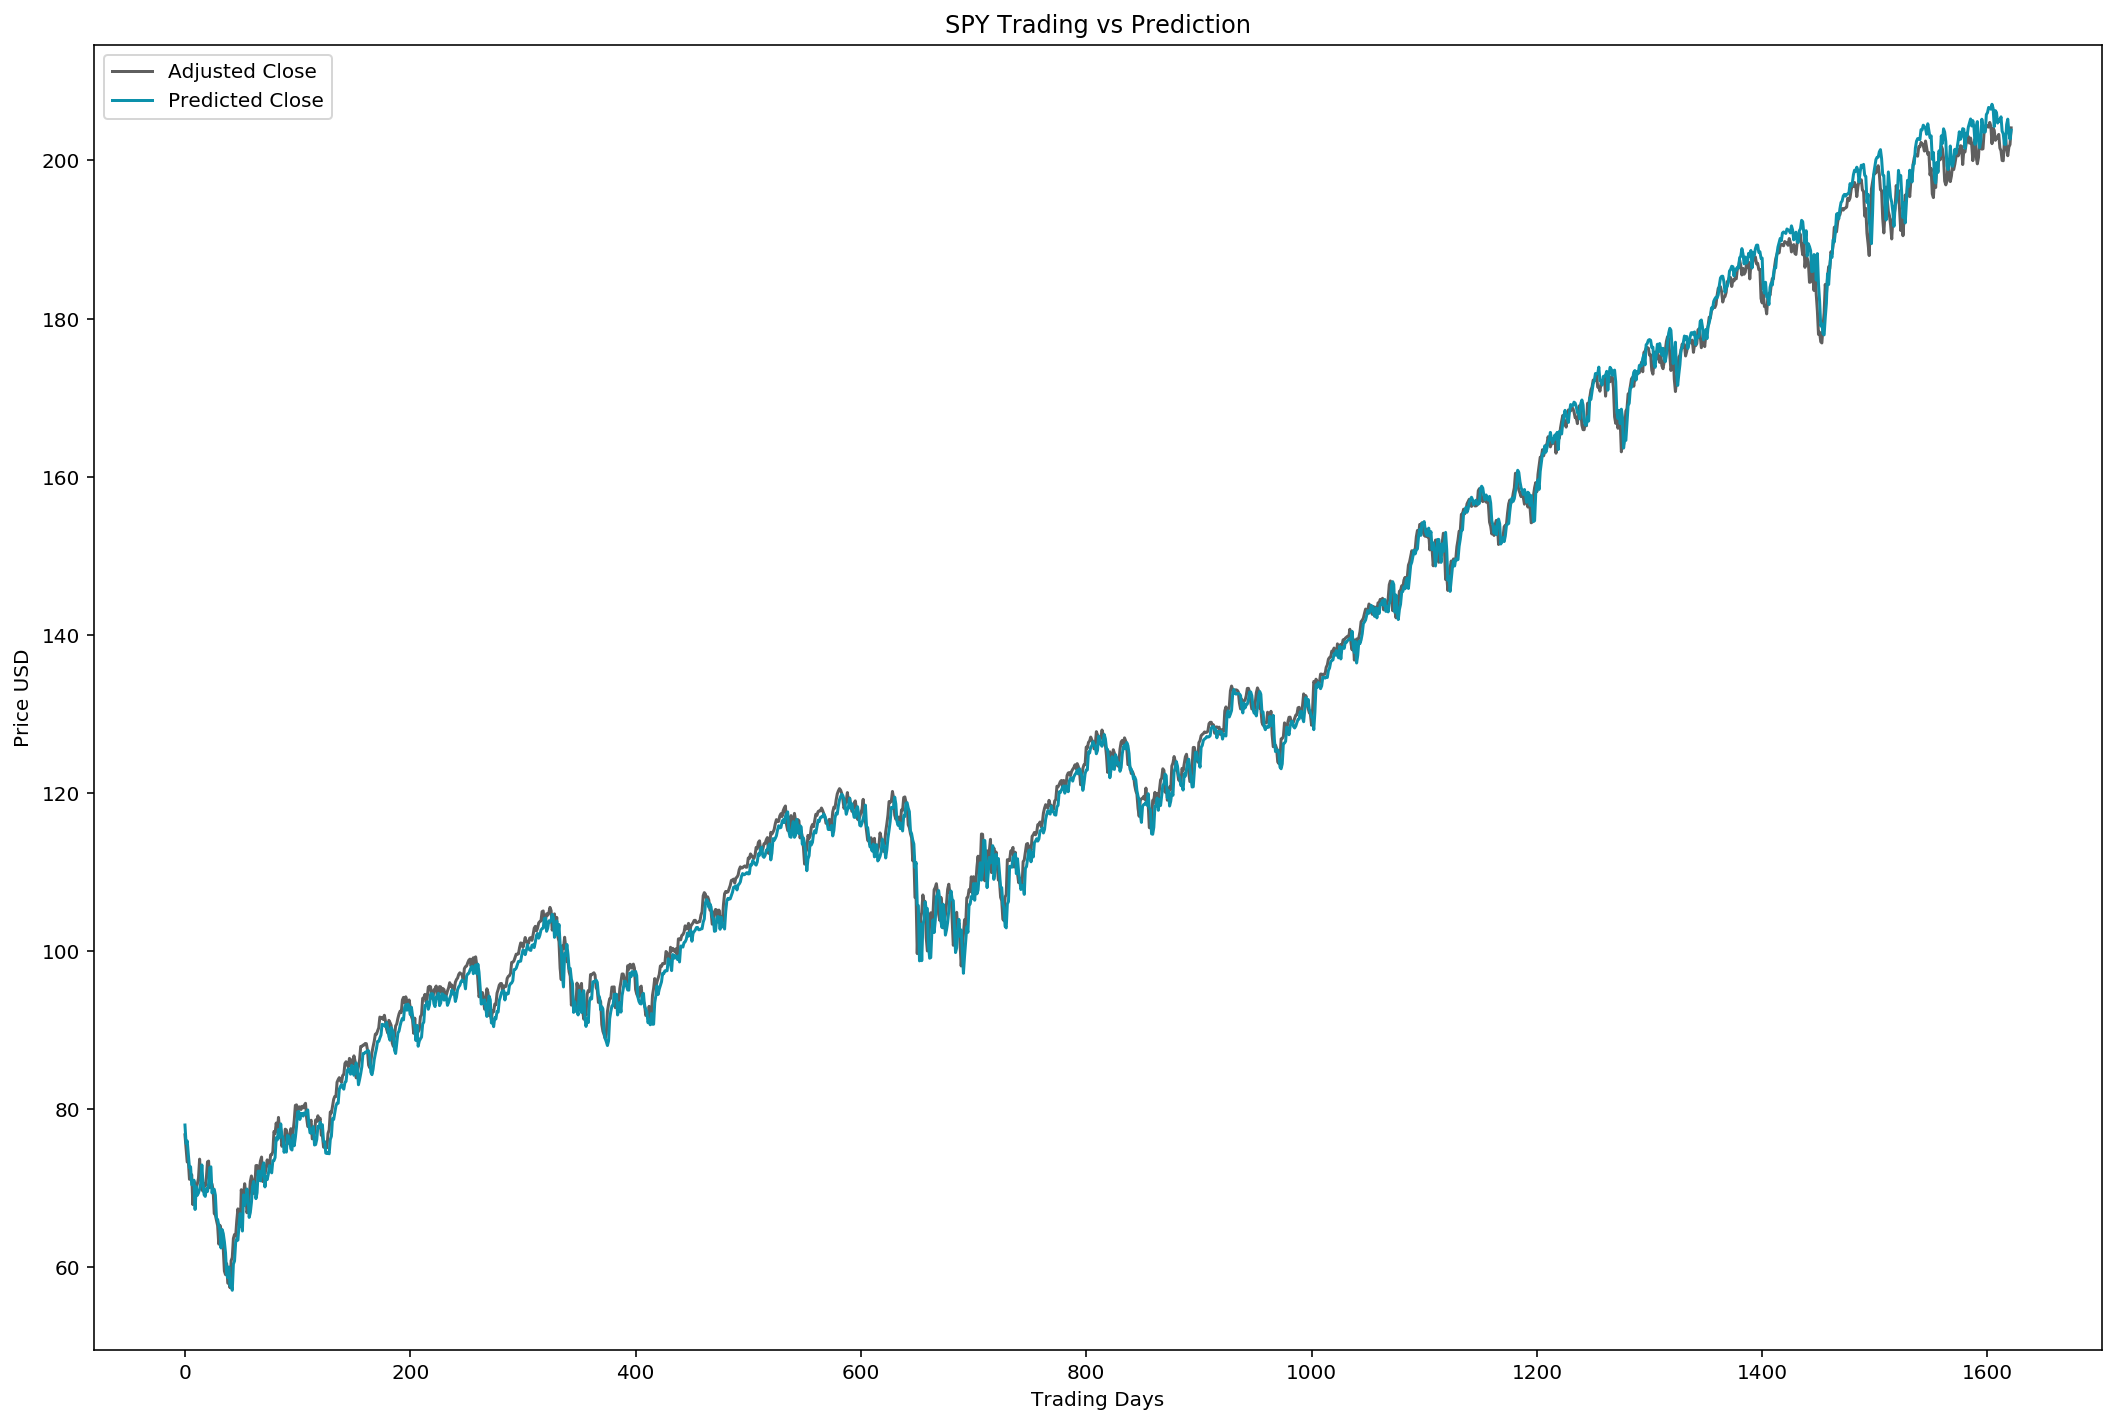 SPY Trading vs Prediction
Adjusted Close
Predicted Close
200
180
160
140
120
100
80
60
Price USD
0 200 400 600 800 1000 1200 1400 1600
Trading Days